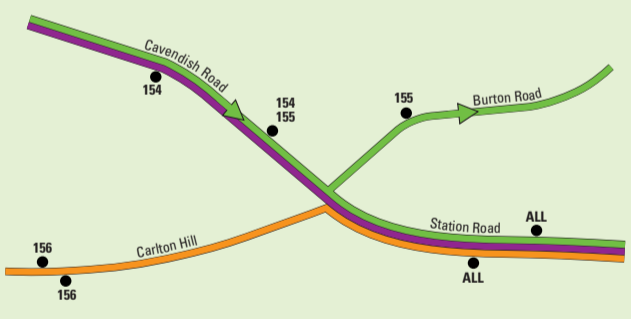 Cavendish Road
154
154
155
155
Burton Road
Station Road
ALL
ALL
Carlton Hill
156
156